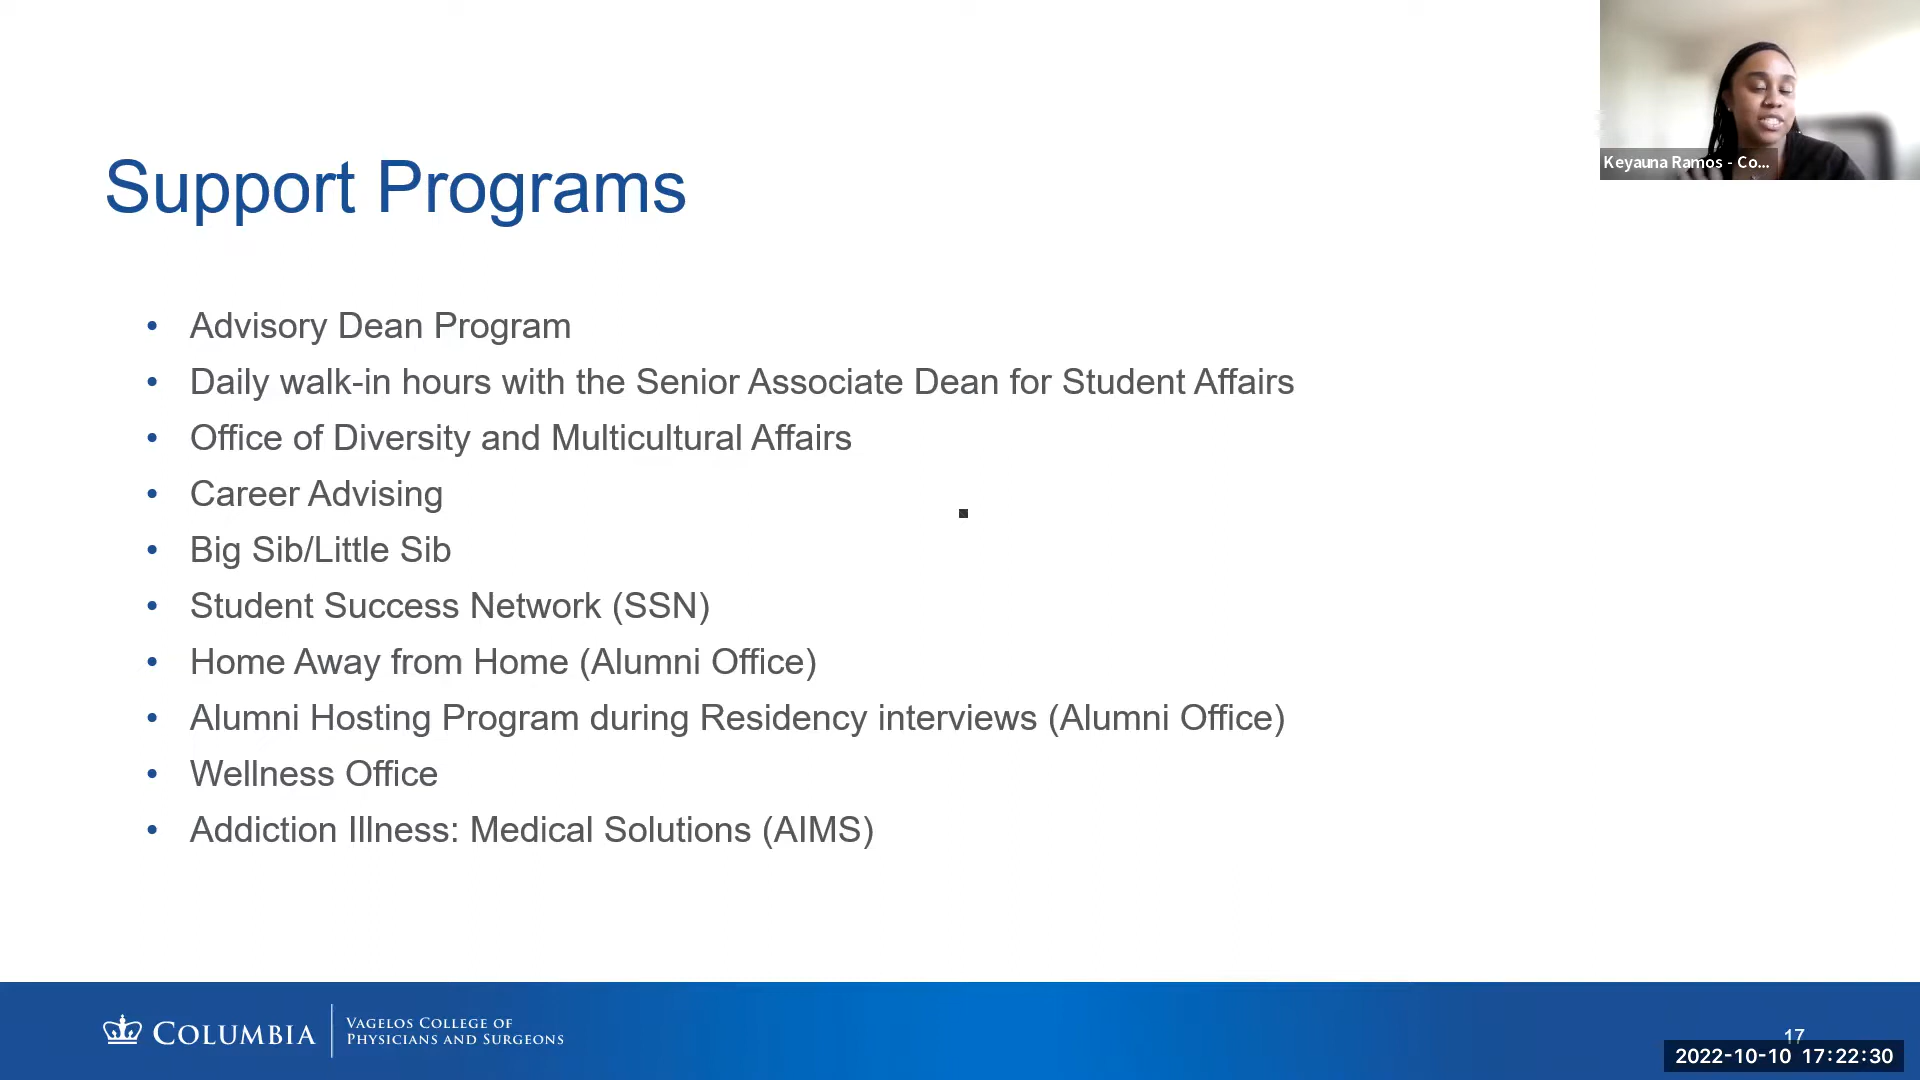 Keyauna Ramos - Co...
Support Programs
• Advisory Dean Program
• Daily walk-in hours with the Senior Associate Dean for Student Affairs
• Office of Diversity and Multicultural Affairs
• Career Advising
• Big Sib/Little Sib
• Student Success Network (SSN)
• Home Away from Home (Alumni Office)
• Alumni Hosting Program during Residency interviews (Alumni Office)
• Wellness Office
• Addiction Illness: Medical Solutions (AIMS)
COLUMBIA
VAGELOS COLLEGE OF
PHYSICIANS AND SURGEONS
17
2022-10-10 17:22:30